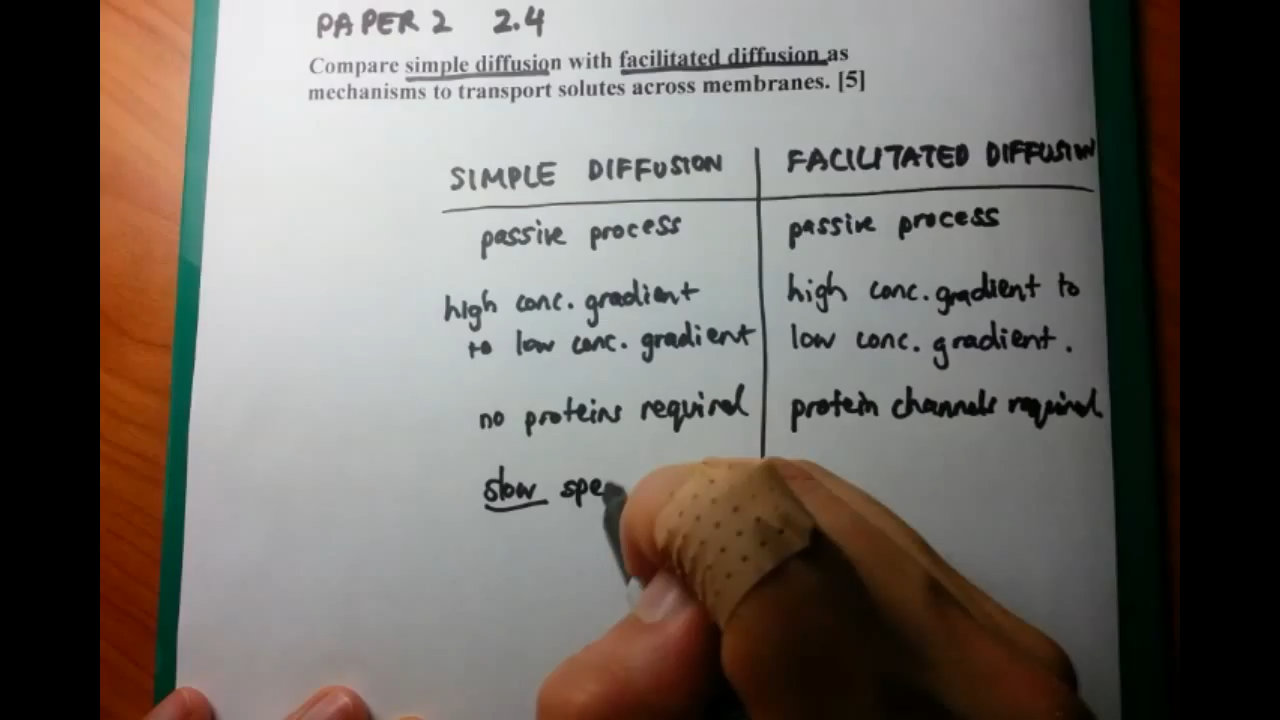 PAPER 2 2.4
Compare simple diffusion with facilitated diffusion as
mechanisms to transport solutes across membranes. [5]
SIMPLE DIFFUSION
passive process
high conc. gradient
to low conc. gradient
no proteins required
slow spe
FACILITATED DIFFUSION
passive process
high conc. gradient to
low conc. gradient.
protein channels required